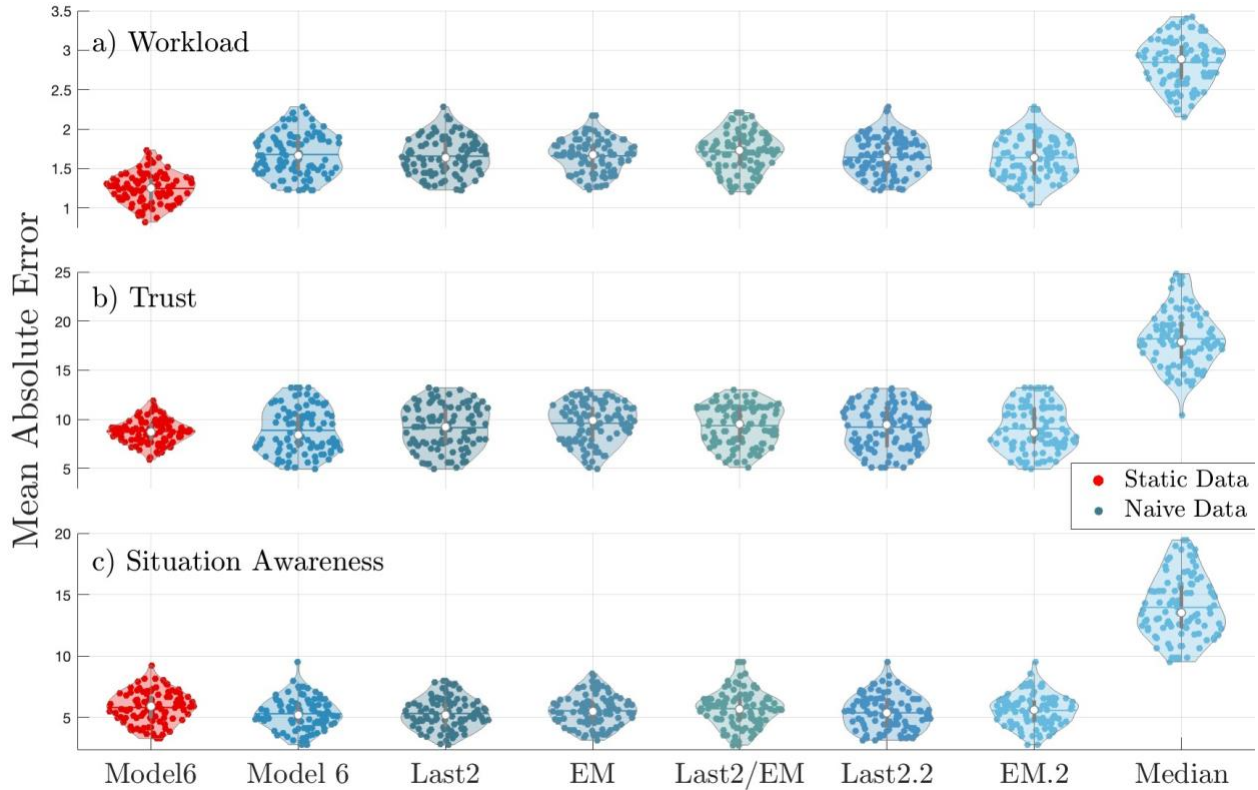 Mean Absolute Error
a) Workload
3.5
3
2.5
2
1.5
1
b) Trust
25
20
15
10
5
Static Data
Naive Data
c) Situation Awareness
20
15
10
5
Model6 Model 6 Last2 EM Last2/EM Last2.2 EM.2 Median